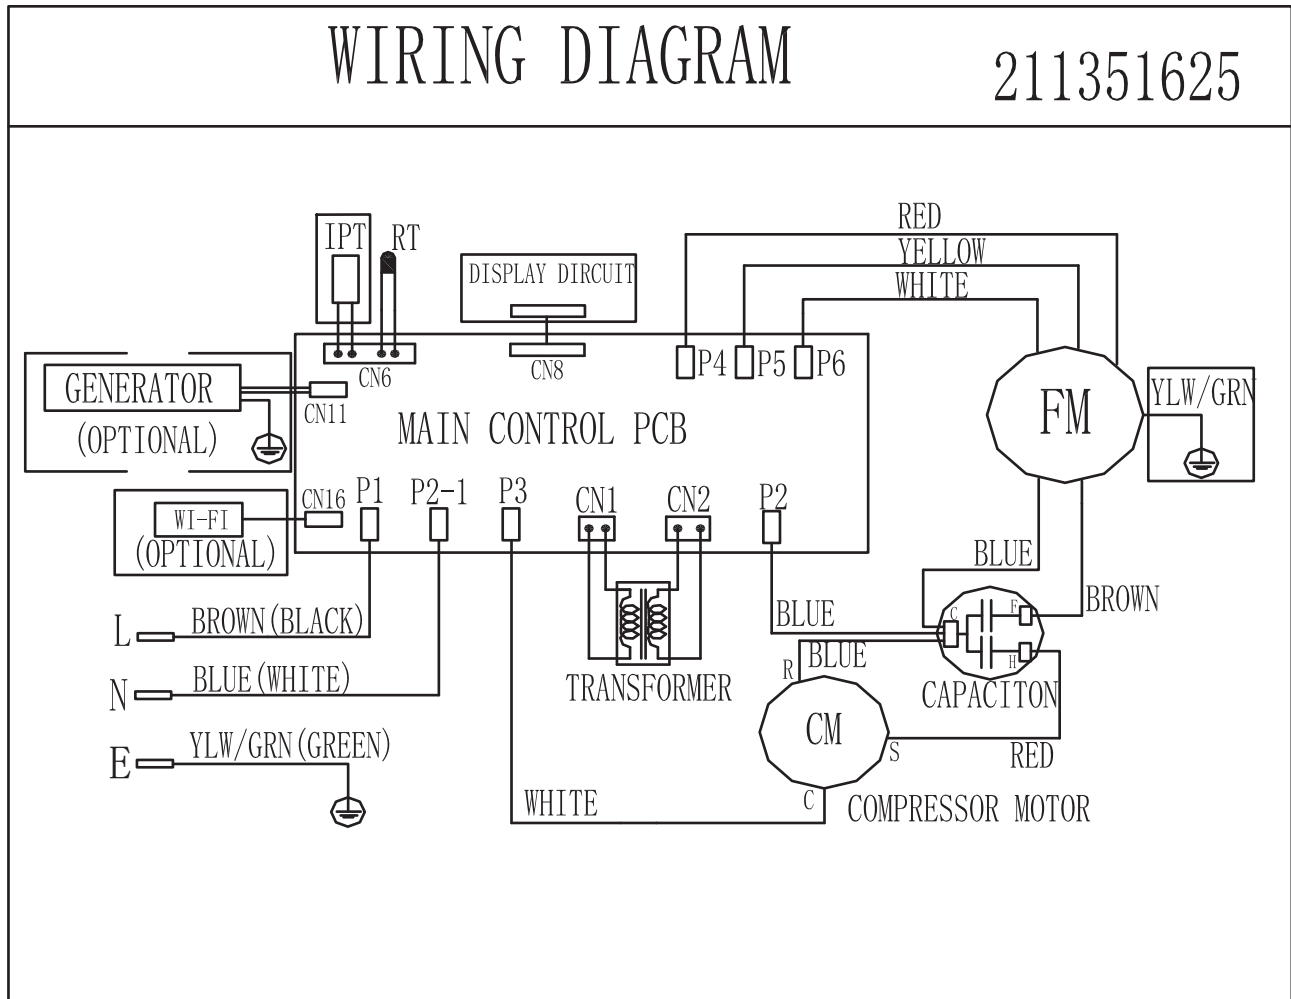 WIRING DIAGRAM
211351625
RED
YELLOW
WHITE
IPT
RT
DISPLAY DIRCUIT
CN6
CN8
P4
P5
P6
GENERATOR
(OPTIONAL)
CN11
MAIN CONTROL PCB
FM
YLW/GRN
CN16
P1
P2-1
P3
CN1
CN2
P2
WI-FI
(OPTIONAL)
BLUE
BROWN
C
F
H
CAPACITON
L
BROWN(BLACK)
BLUE
BLUE
R
N
BLUE(WHITE)
TRANSFORMER
CM
S
RED
E
YLW/GRN(GREEN)
WHITE
C
COMPRESSOR MOTOR